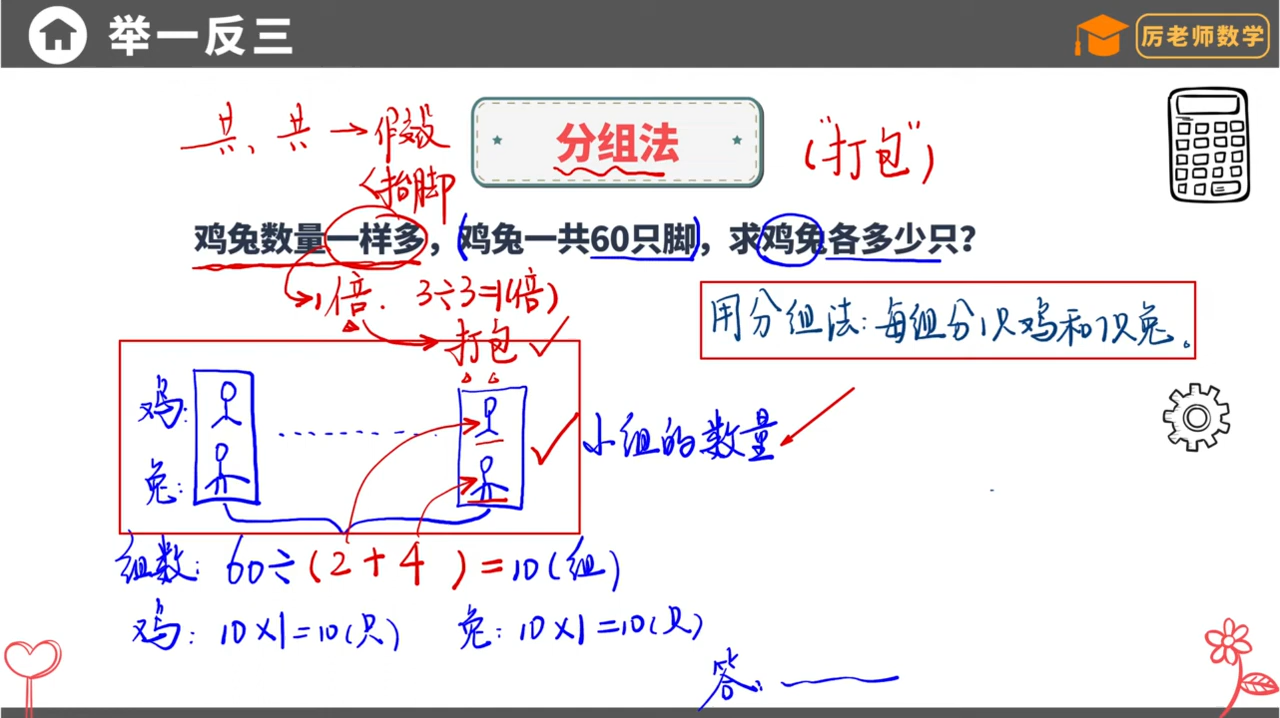 举一反三
厉老师数学
共、共→假设
抬脚
分组法
("打包")
鸡兔数量一样多，鸡兔一共60只脚，求鸡兔各多少只？
1倍. 3÷3=1(倍)
打包✓
用分组法：每组分1只鸡和1只兔。
鸡:
小组的数量
兔:
组数: 60÷(2+4)=10(组)
鸡: 10×1=10(只) 兔: 10×1=10(只)
答: